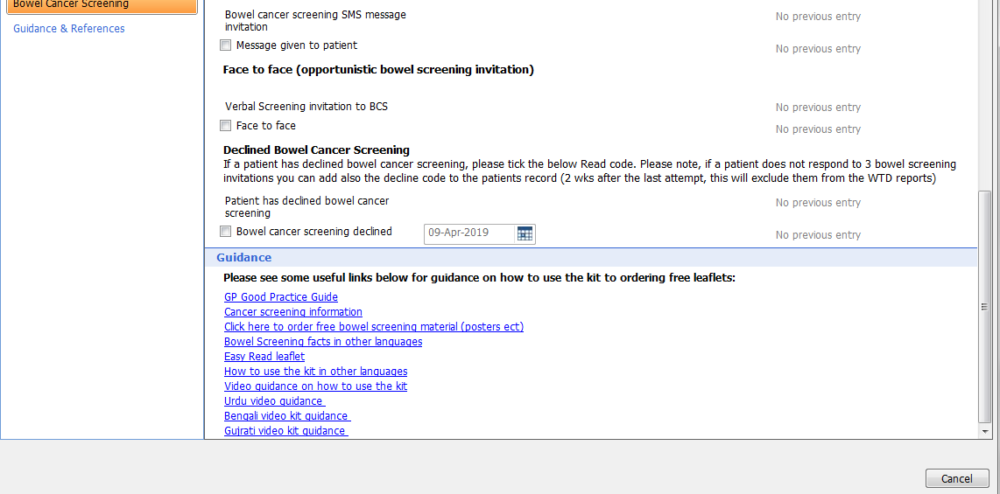 Bowel Cancer Screening
Guidance & References
Bowel cancer screening SMS message
invitation
No previous entry
Message given to patient
No previous entry
Face to face (opportunistic bowel screening invitation)
Verbal Screening invitation to BCS
No previous entry
Face to face
No previous entry
Declined Bowel Cancer Screening
If a patient has declined bowel cancer screening, please tick the below Read code. Please note, if a patient does not respond to 3 bowel screening
invitations you can add also the decline code to the patients record (2 wks after the last attempt, this will exclude them from the WTD reports)
Patient has declined bowel cancer
screening
No previous entry
Bowel cancer screening declined
09-Apr-2019
No previous entry
Guidance
Please see some useful links below for guidance on how to use the kit to ordering free leaflets:
GP Good Practice Guide
Cancer screening information
Click here to order free bowel screening material (posters ect)
Bowel Screening facts in other languages
Easy Read leaflet
How to use the kit in other languages
Video guidance on how to use the kit
Urdu video guidance
Bengali video kit guidance
Gujrati video kit guidance
Cancel